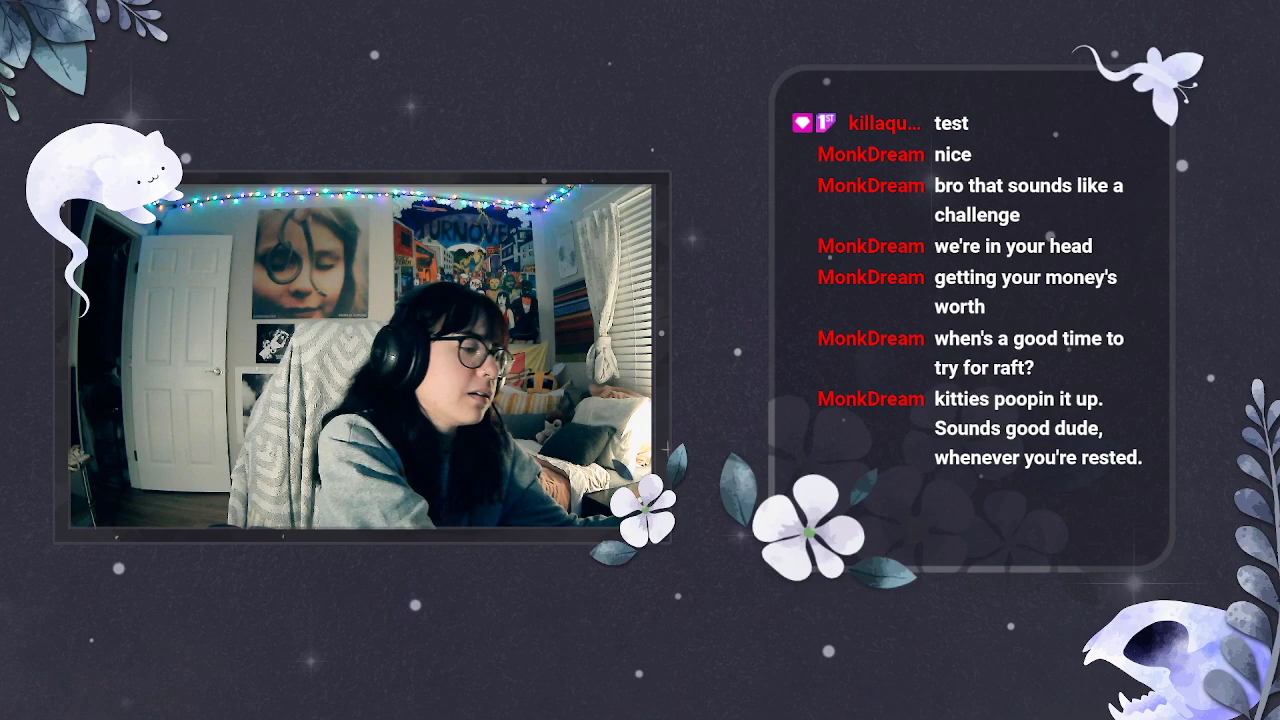 TURNOVER
1ST killaqu... test
MonkDream nice
MonkDream bro that sounds like a
challenge
MonkDream we're in your head
MonkDream getting your money's
worth
MonkDream when's a good time to
try for raft?
MonkDream kitties poopin it up.
Sounds good dude,
whenever you're rested.